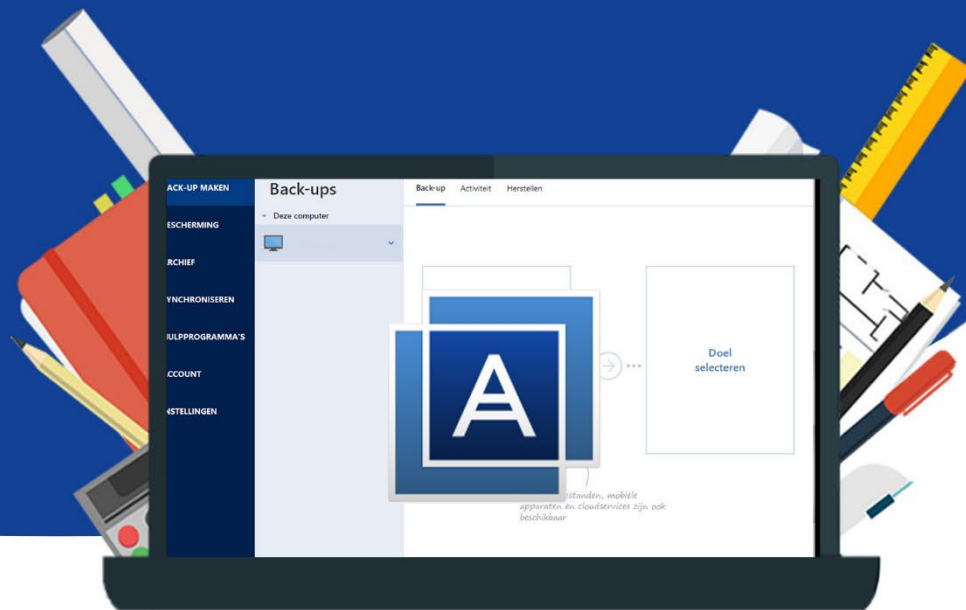 ACK-UP MAKEN
ESCHERMING
RCHIEF
YNCHRONISEREN
ULPPROGRAMMA'S
CCOUNT
NSTELLINGEN
Back-ups
Deze computer
Back-up Activiteit Herstellen
Doel
selecteren
A
standen, mobiele
apparaten en cloudservices zijn ook
beschikbaar